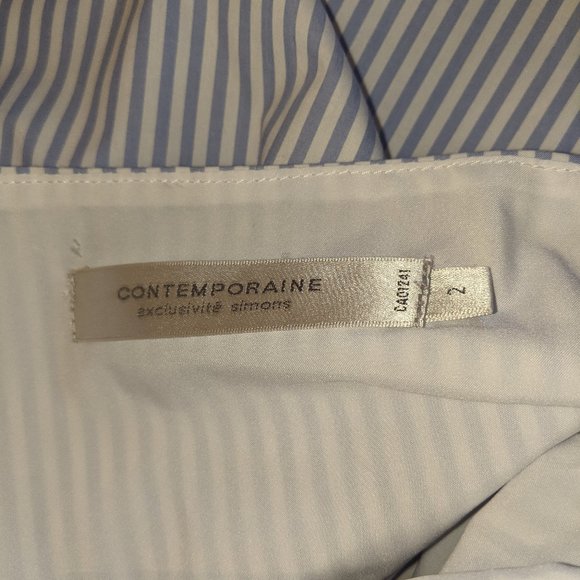 CONTEMPORAINE
exclusivité simons
CA01241
2